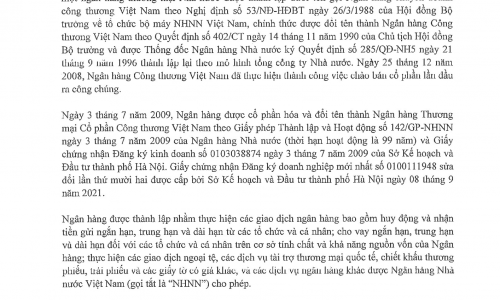 công thương Việt Nam theo Nghị định số 53/NĐ-HĐBT ngày 26/3/1988 của Hội đồng Bộ
trưởng về tổ chức bộ máy NHNN Việt Nam, chính thức được đổi tên thành Ngân hàng Công
thương Việt Nam theo Quyết định số 402/CT ngày 14 tháng 11 năm 1990 của Chủ tịch Hội đồng
Bộ trưởng và được Thống đốc Ngân hàng Nhà nước ký Quyết định số 285/QĐ-NH5 ngày 21
tháng 9 năm 1996 thành lập lại theo mô hình tổng công ty Nhà nước. Ngày 25 tháng 12 năm
2008, Ngân hàng Công thương Việt Nam đã thực hiện thành công việc chào bán cổ phần lần đầu
ra công chúng.
Ngày 3 tháng 7 năm 2009, Ngân hàng được cổ phần hóa và đổi tên thành Ngân hàng Thương
mại Cổ phần Công thương Việt Nam theo Giấy phép Thành lập và Hoạt động số 142/GP-NHNN
ngày 3 tháng 7 năm 2009 của Ngân hàng Nhà nước (thời hạn hoạt động là 99 năm) và Giấy
chứng nhận Đăng ký kinh doanh số 0103038874 ngày 3 tháng 7 năm 2009 của Sở Kế hoạch và
Đầu tư thành phố Hà Nội. Giấy chứng nhận Đăng ký doanh nghiệp mới nhất số 0100111948 sửa
đổi lần thứ mười hai được cấp bởi Sở Kế hoạch và Đầu tư thành phố Hà Nội ngày 08 tháng 9
năm 2021.
Ngân hàng được thành lập nhằm thực hiện các giao dịch ngân hàng bao gồm huy động và nhận
tiền gửi ngắn hạn, trung hạn và dài hạn từ các tổ chức và cá nhân; cho vay ngắn hạn, trung hạn
và dài hạn đối với các tổ chức và cá nhân trên cơ sở tính chất và khả năng nguồn vốn của Ngân
hàng; thực hiện các giao dịch ngoại tệ, các dịch vụ tài trợ thương mại quốc tế, chiết khấu thương
phiếu, trái phiếu và các giấy tờ có giá khác, và các dịch vụ ngân hàng khác được Ngân hàng Nhà
nước Việt Nam (gọi tắt là “NHNN”) cho phép.